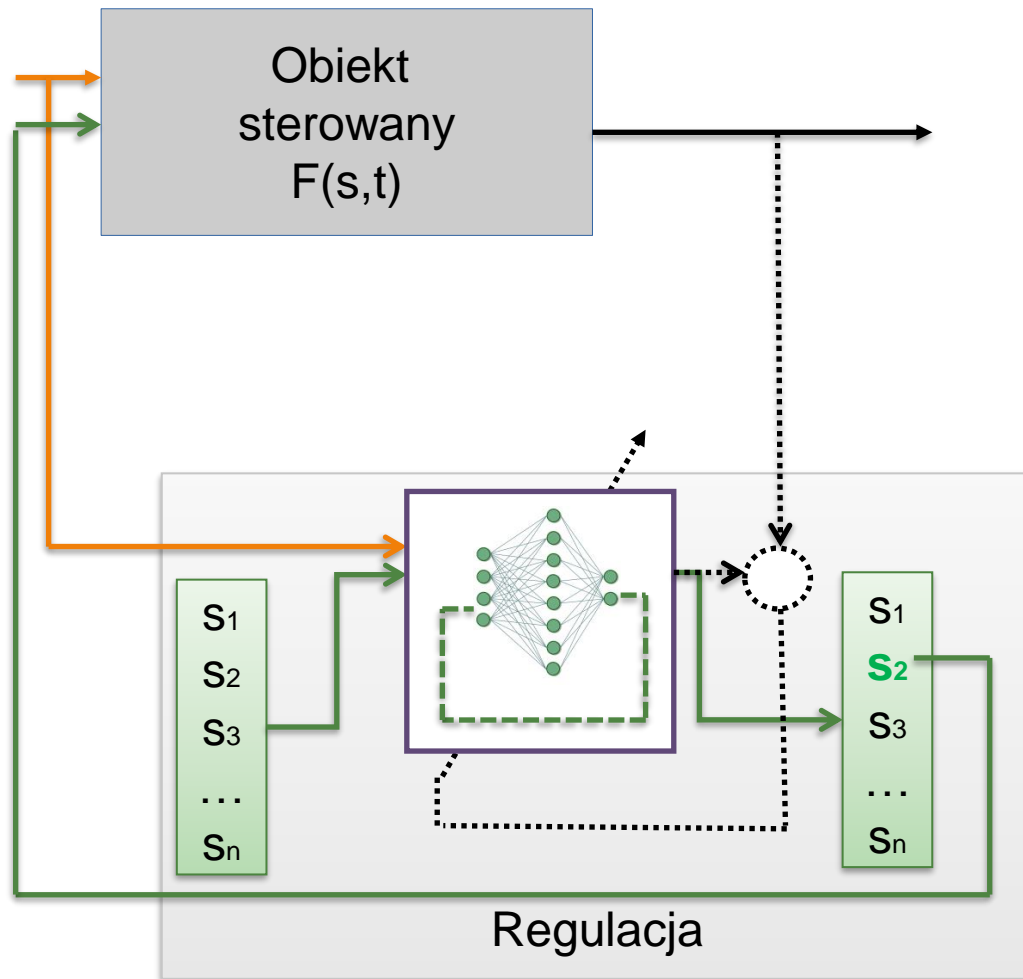 Obiekt
sterowany
F(s,t)
s1
s2
s3
...
sn
s1
s2
s3
...
sn
Regulacja